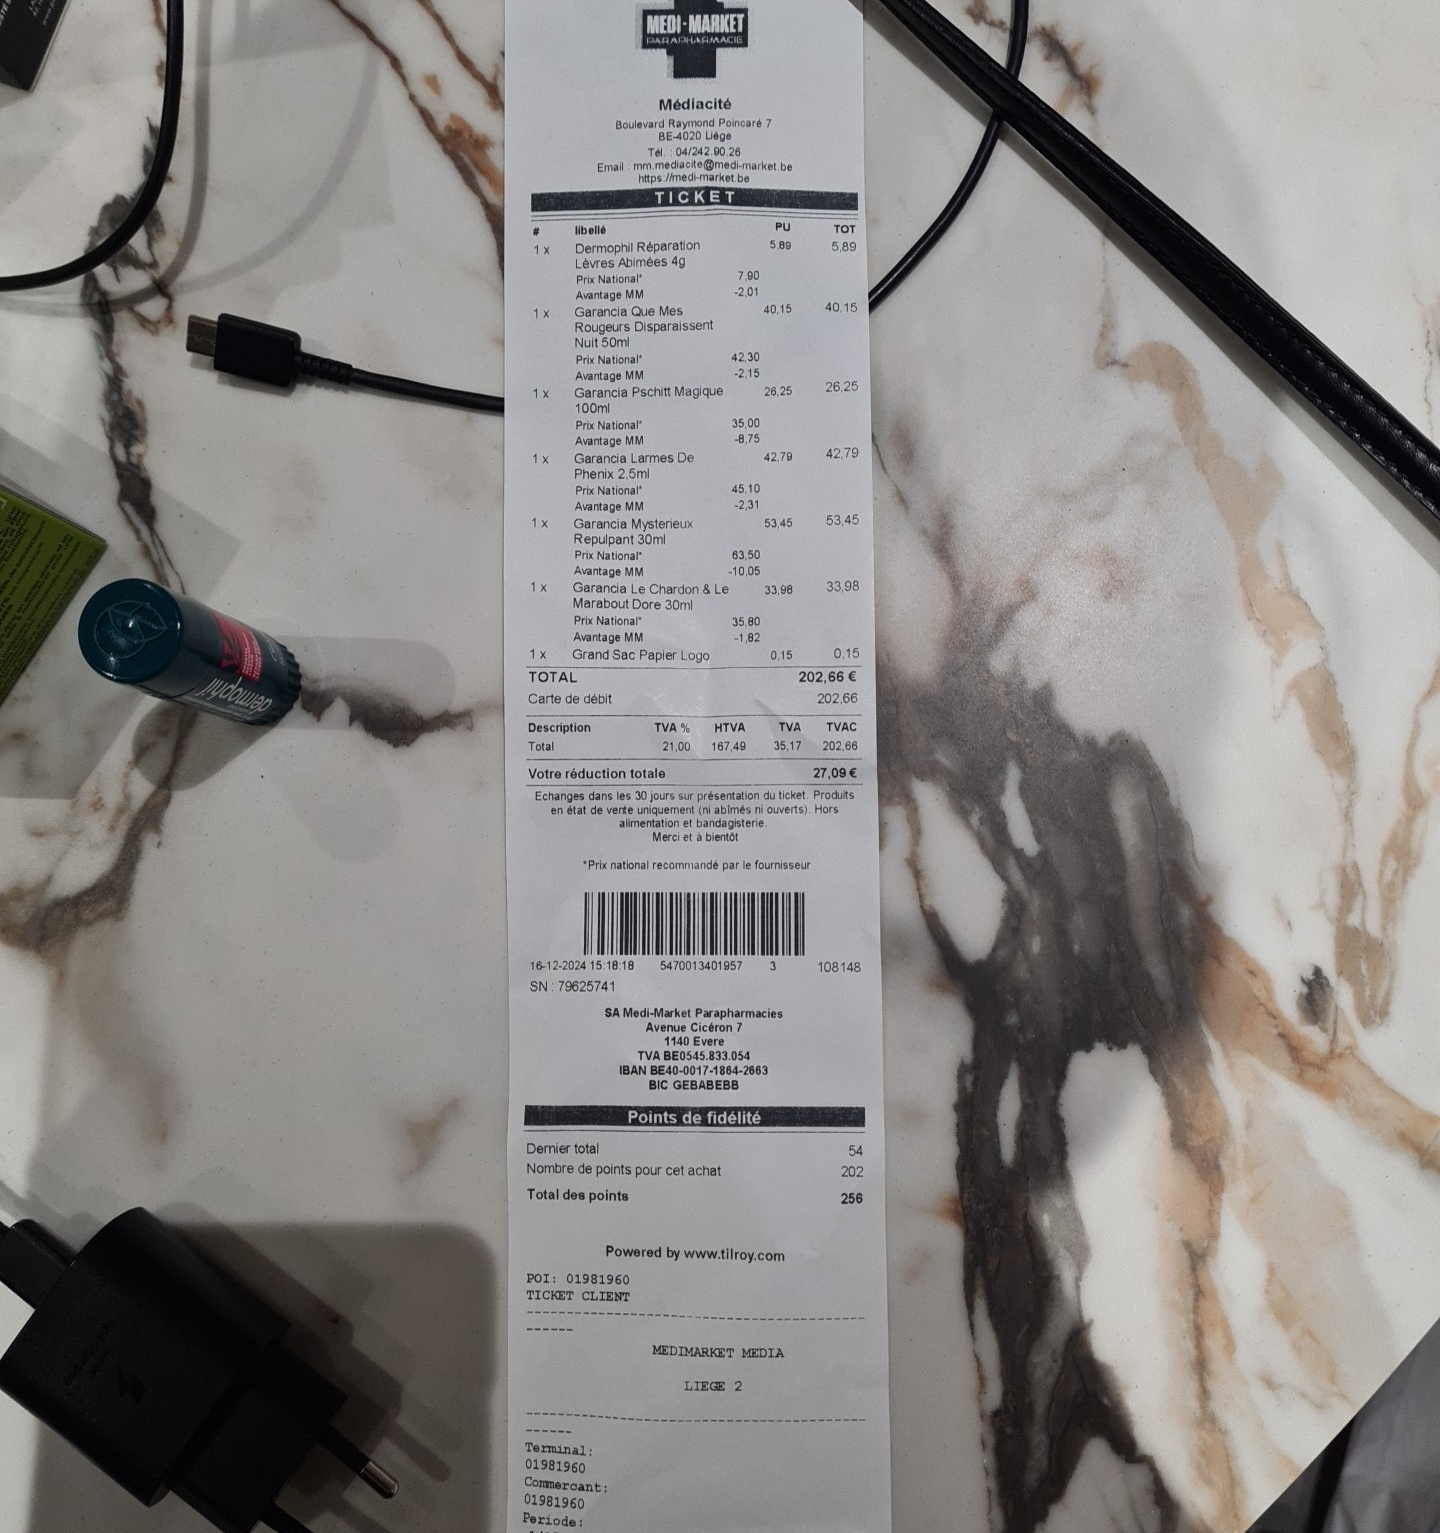 MEDI-MARKET
PARAPHARMACIE
Médiacité
Boulevard Raymond Poincaré 7
BE-4020 Liège
Tél. : 04/242.90.26
Email : mm.mediacite@medi-market.be
https://medi-market.be
TICKET
# libellé PU TOT
1 x Dermophil Réparation 5,89 5,89
Lèvres Abimées 4g
Prix National* 7,90
Avantage MM -2,01
1 x Garancia Que Mes 40,15 40,15
Rougeurs Disparaissent
Nuit 50ml
Prix National* 42,30
Avantage MM -2,15
1 x Garancia Pschitt Magique 26,25 26,25
100ml
Prix National* 35,00
Avantage MM -8,75
1 x Garancia Larmes De 42,79 42,79
Phenix 2,5ml
Prix National* 45,10
Avantage MM -2,31
1 x Garancia Mysterieux 53,45 53,45
Repulpant 30ml
Prix National* 63,50
Avantage MM -10,05
1 x Garancia Le Chardon & Le 33,98 33,98
Marabout Dore 30ml
Prix National* 35,80
Avantage MM -1,82
1 x Grand Sac Papier Logo 0,15 0,15
TOTAL 202,66 €
Carte de débit 202,66
Description TVA % HTVA TVA TVAC
Total 21,00 167,49 35,17 202,66
Votre réduction totale 27,09 €
Echanges dans les 30 jours sur présentation du ticket. Produits
en état de vente uniquement (ni abîmés ni ouverts). Hors
alimentation et bandagisterie.
Merci et à bientôt
*Prix national recommandé par le fournisseur
16-12-2024 15:18:18 5470013401957 3 108148
SN : 79625741
SA Medi-Market Parapharmacies
Avenue Cicéron 7
1140 Evere
TVA BE0545.833.054
IBAN BE40-0017-1864-2663
BIC GEBABEBB
Points de fidélité
Dernier total 54
Nombre de points pour cet achat 202
Total des points 256
Powered by www.tilroy.com
POI: 01981960
TICKET CLIENT
MEDIMARKET MEDIA
LIEGE 2
Terminal:
01981960
Commercant:
01981960
Periode:
dermophil